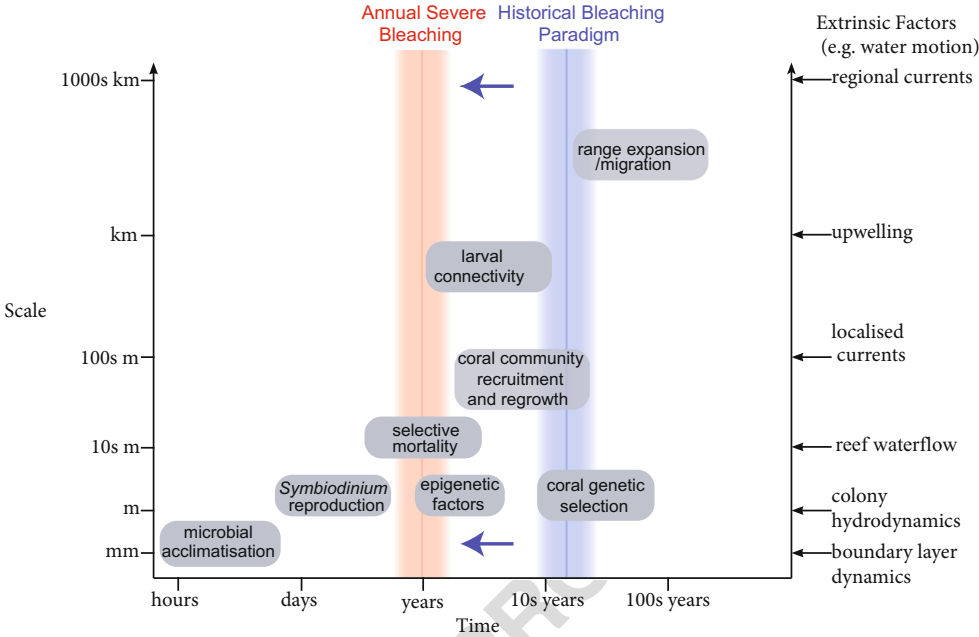 Annual Severe
Bleaching
Historical Bleaching
Paradigm
Extrinsic Factors
(e.g. water motion)
1000s km
regional currents
range expansion
/migration
km
upwelling
larval
connectivity
Scale
localised
currents
100s m
coral community
recruitment
and regrowth
selective
mortality
10s m
reef waterflow
Symbiodinium
reproduction
epigenetic
factors
coral genetic
selection
m
colony
hydrodynamics
microbial
acclimatisation
mm
boundary layer
dynamics
hours
days
years
10s years
100s years
Time